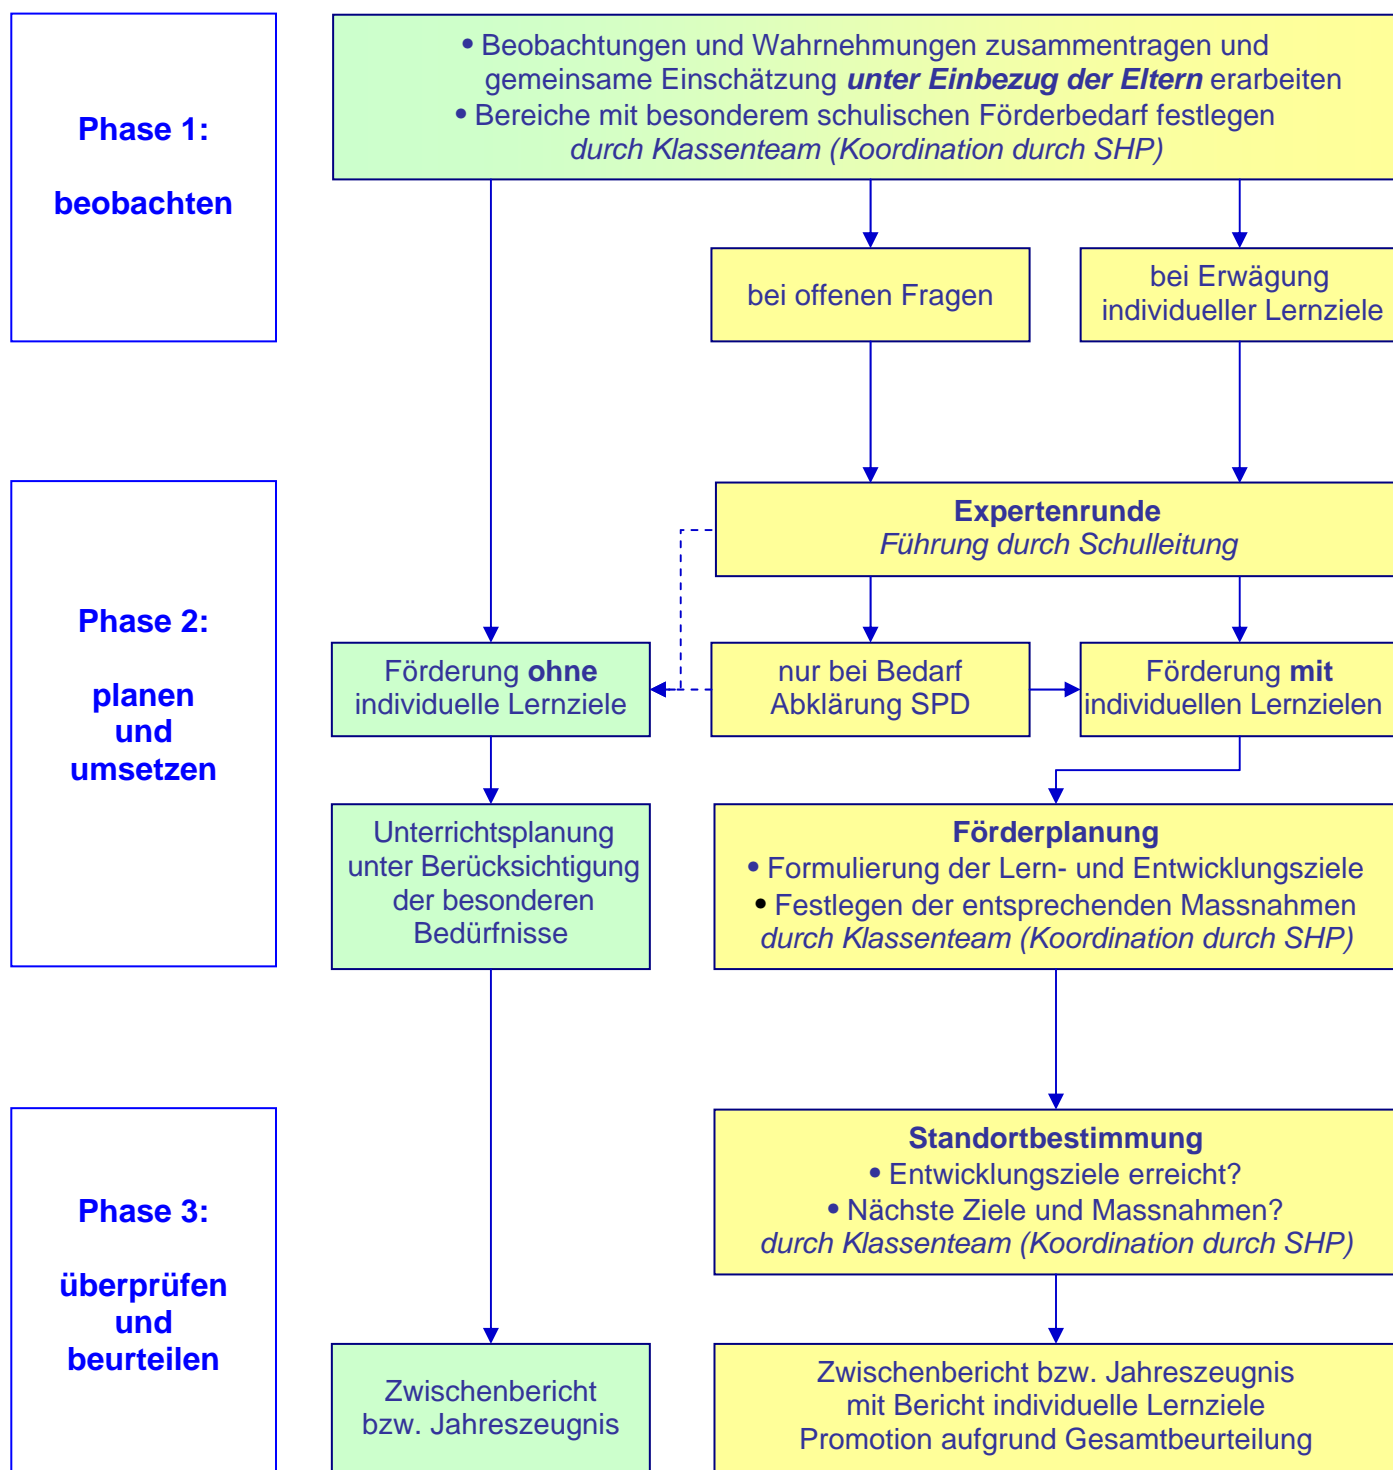 Phase 1:
beobachten
• Beobachtungen und Wahrnehmungen zusammentragen und
gemeinsame Einschätzung unter Einbezug der Eltern erarbeiten
• Bereiche mit besonderem schulischen Förderbedarf festlegen
durch Klassenteam (Koordination durch SHP)
bei offenen Fragen
bei Erwägung
individueller Lernziele
Phase 2:
planen
und
umsetzen
Expertenrunde
Führung durch Schulleitung
Förderung ohne
individuelle Lernziele
nur bei Bedarf
Abklärung SPD
Förderung mit
individuellen Lernzielen
Unterrichtsplanung
unter Berücksichtigung
der besonderen
Bedürfnisse
Förderplanung
• Formulierung der Lern- und Entwicklungsziele
• Festlegen der entsprechenden Massnahmen
durch Klassenteam (Koordination durch SHP)
Phase 3:
überprüfen
und
beurteilen
Standortbestimmung
• Entwicklungsziele erreicht?
• Nächste Ziele und Massnahmen?
durch Klassenteam (Koordination durch SHP)
Zwischenbericht
bzw. Jahreszeugnis
Zwischenbericht bzw. Jahreszeugnis
mit Bericht individuelle Lernziele
Promotion aufgrund Gesamtbeurteilung